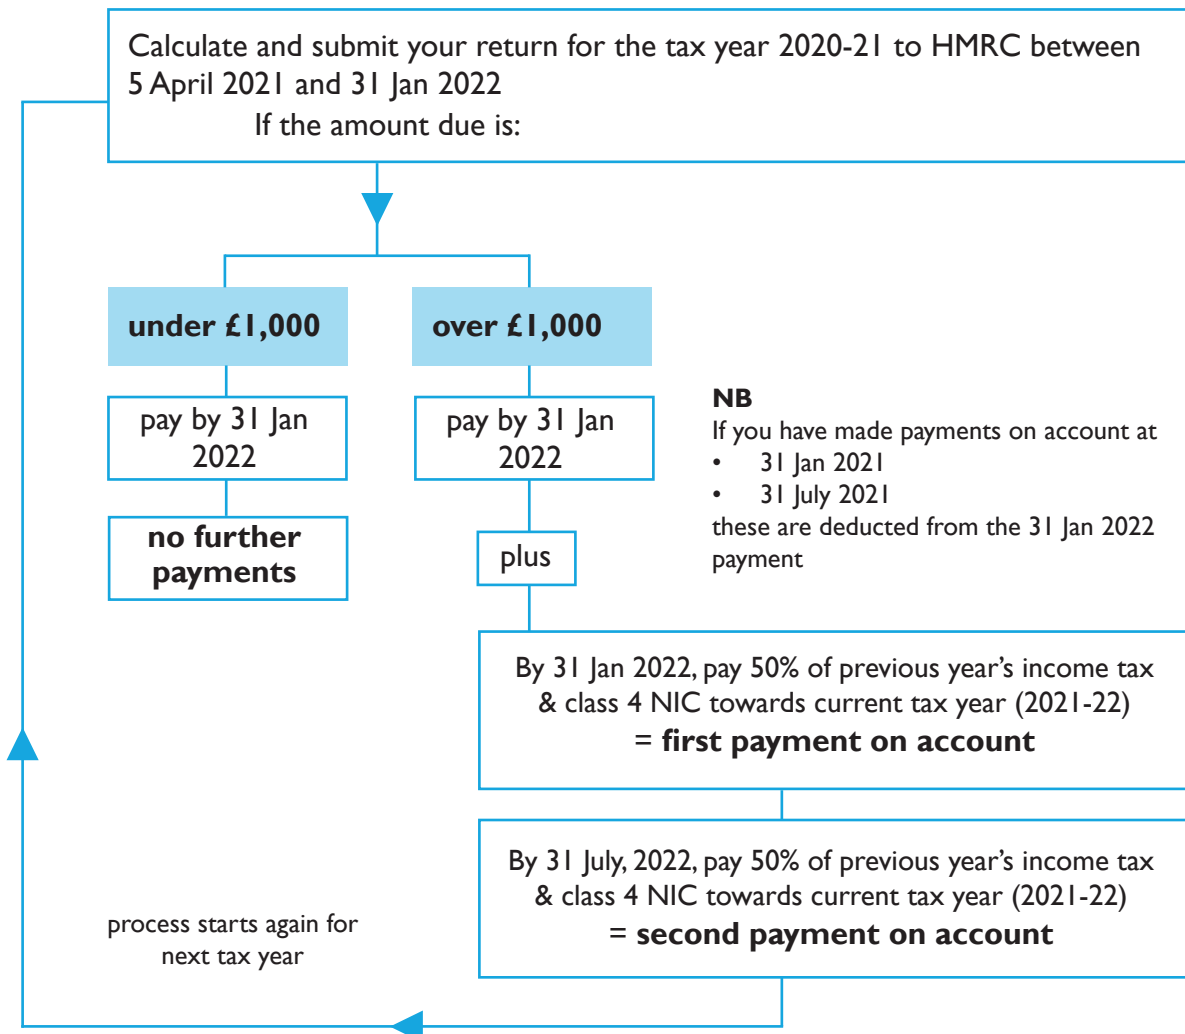 Calculate and submit your return for the tax year 2020-21 to HMRC between
5 April 2021 and 31 Jan 2022
If the amount due is:
under £1,000
over £1,000
pay by 31 Jan
2022
pay by 31 Jan
2022
no further
payments
plus
NB
If you have made payments on account at
• 31 Jan 2021
• 31 July 2021
these are deducted from the 31 Jan 2022
payment
By 31 Jan 2022, pay 50% of previous year's income tax
& class 4 NIC towards current tax year (2021-22)
= first payment on account
By 31 July, 2022, pay 50% of previous year's income tax
& class 4 NIC towards current tax year (2021-22)
= second payment on account
process starts again for
next tax year